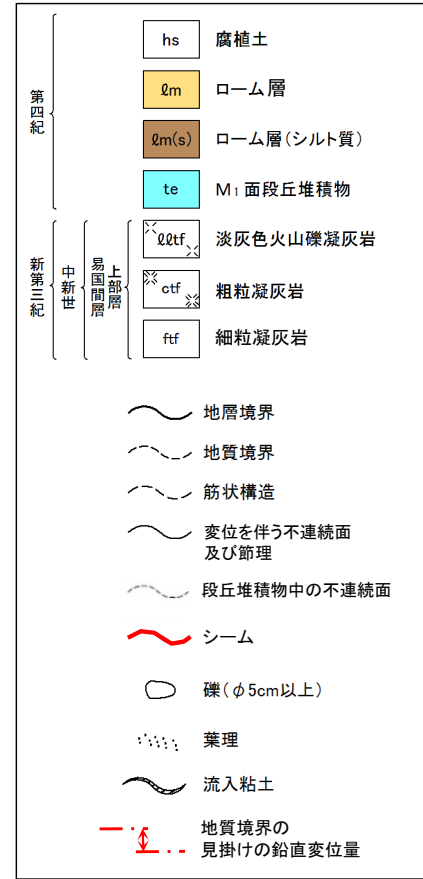 第四紀
hs 腐植土
ℓm ローム層
ℓm(s) ローム層(シルト質)
te M₁面段丘堆積物
新第三紀
中新世
易国間層
上部層
ℓℓtf 淡灰色火山礫凝灰岩
ctf 粗粒凝灰岩
ftf 細粒凝灰岩
地層境界
地質境界
筋状構造
変位を伴う不連続面
及び節理
段丘堆積物中の不連続面
シーム
礫(φ5cm以上)
葉理
流入粘土
地質境界の
見掛けの鉛直変位量